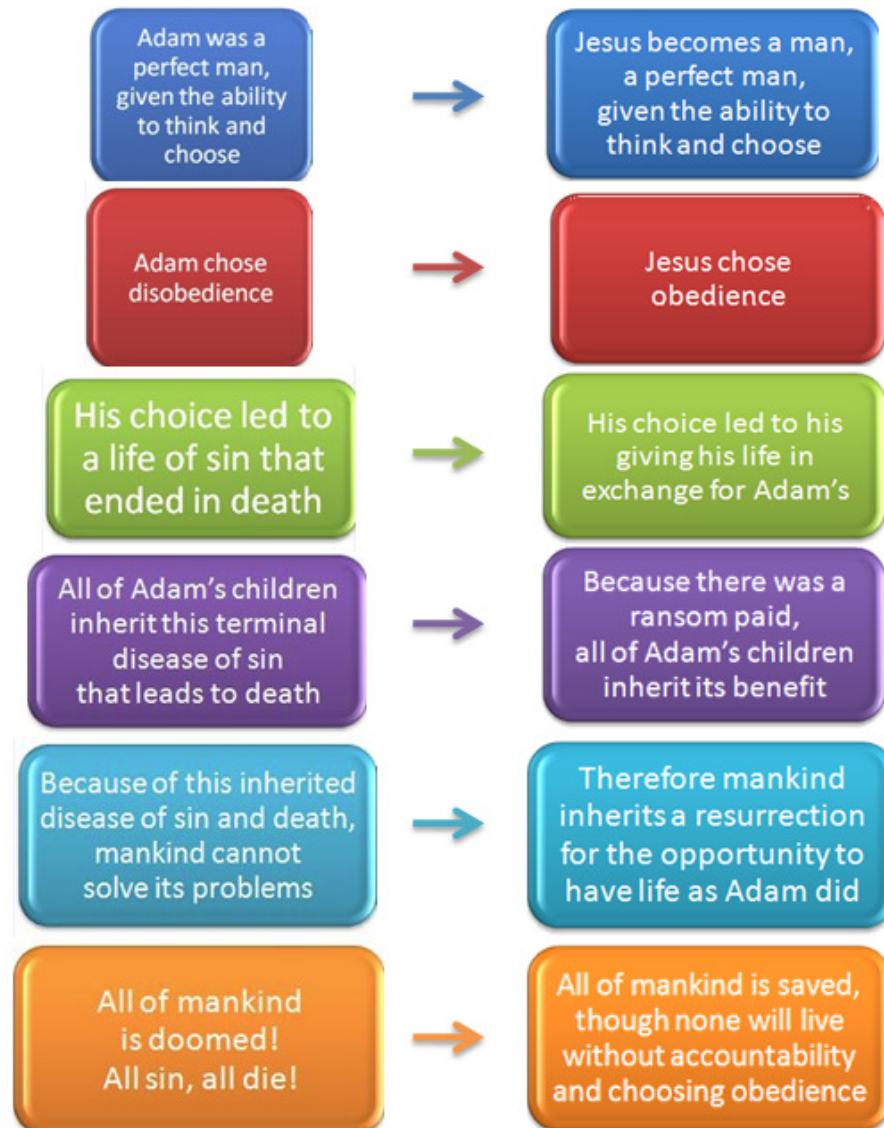 Adam was a
perfect man,
given the ability
to think and
choose
Jesus becomes a man,
a perfect man,
given the ability to
think and choose
Adam chose
disobedience
Jesus chose
obedience
His choice led to
a life of sin that
ended in death
His choice led to his
giving his life in
exchange for Adam’s
All of Adam’s children
inherit this terminal
disease of sin
that leads to death
Because there was a
ransom paid,
all of Adam’s children
inherit its benefit
Because of this inherited
disease of sin and death,
mankind cannot
solve its problems
Therefore mankind
inherits a resurrection
for the opportunity to
have life as Adam did
All of mankind
is doomed!
All sin, all die!
All of mankind is saved,
though none will live
without accountability
and choosing obedience